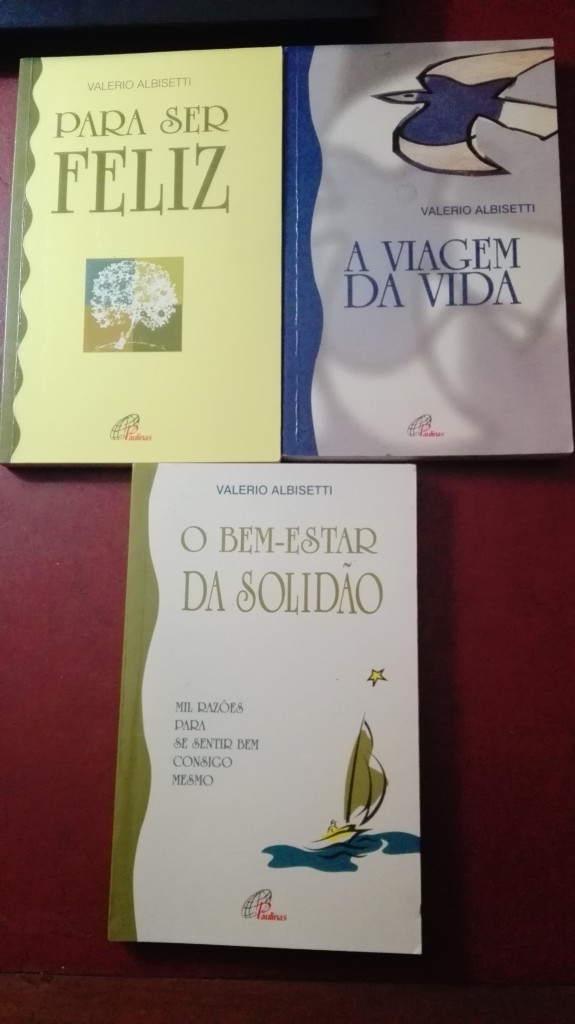 VALERIO ALBISETTI
PARA SER
FELIZ
Paulinas
VALERIO ALBISETTI
A VIAGEM
DA VIDA
Paulinas
VALERIO ALBISETTI
O BEM-ESTAR
DA SOLIDÃO
MIL RAZÕES
PARA
SE SENTIR BEM
CONSIGO
MESMO
Paulinas